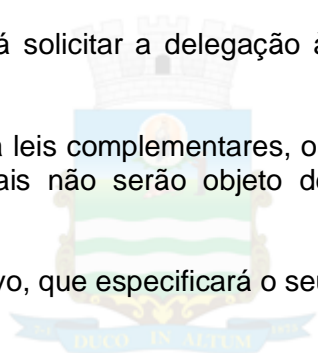 á solicitar a delegação à
leis complementares, o
ais não serão objeto de
vo, que especificará o seu
DUCO IN ALTUM